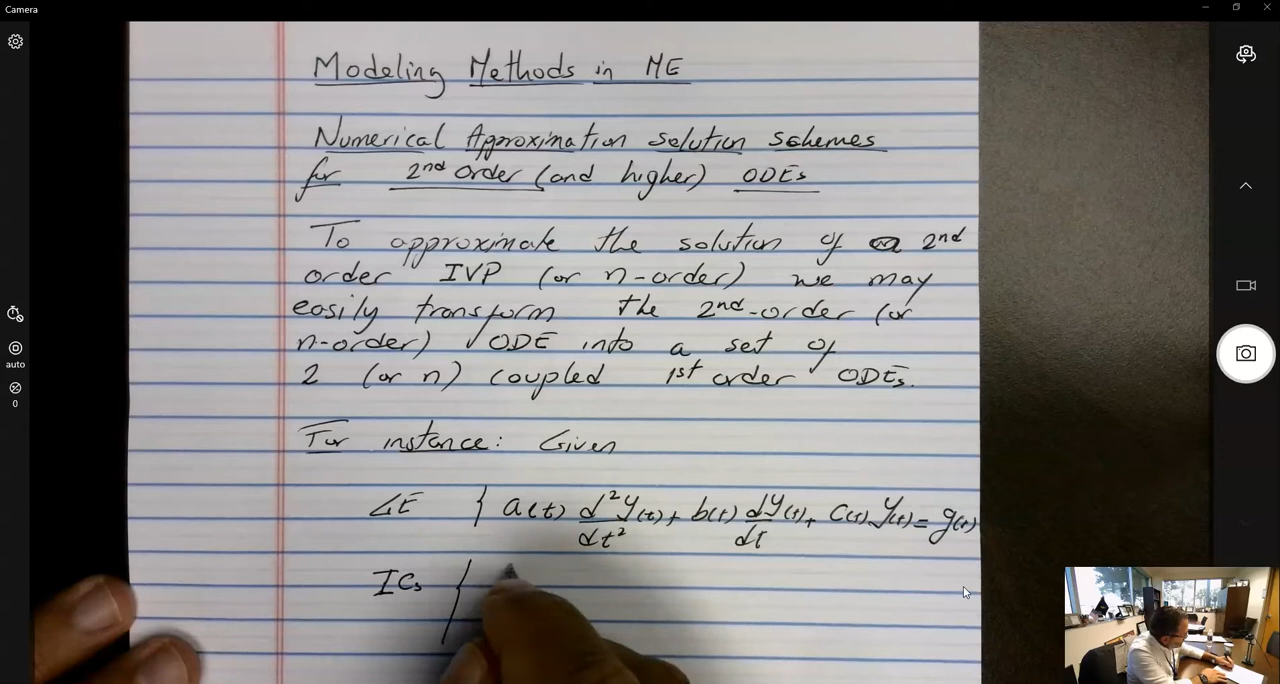 Camera
Modeling Methods in ME
Numerical Approximation solution schemes
for 2nd order (and higher) ODEs
To approximate the solution of a 2nd
order IVP (or n-order) we may
easily transform the 2nd-order (or
n-order) ODE into a set of
2 (or n) coupled 1st order ODEs.
For instance: Given
GE { a(t) d²y(t)/dt² + b(t) dy(t)/dt + c(t) y(t) = g(t)
ICs {
auto
0